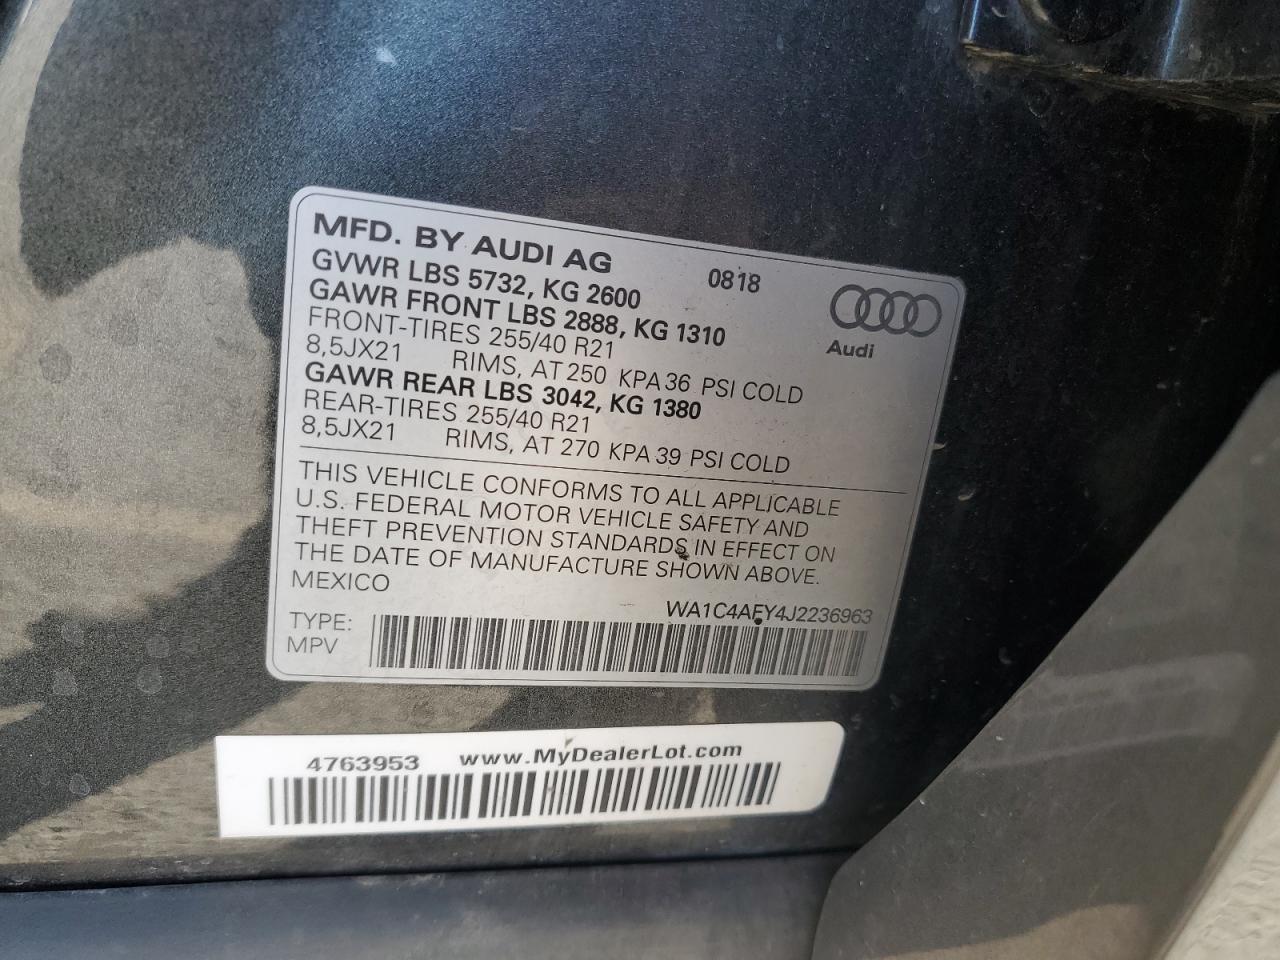 MFD. BY AUDI AG 0818
GVWR LBS 5732, KG 2600
GAWR FRONT LBS 2888, KG 1310
FRONT-TIRES 255/40 R21
8,5JX21 RIMS, AT 250 KPA 36 PSI COLD
GAWR REAR LBS 3042, KG 1380
REAR-TIRES 255/40 R21
8,5JX21 RIMS, AT 270 KPA 39 PSI COLD
Audi
THIS VEHICLE CONFORMS TO ALL APPLICABLE
U.S. FEDERAL MOTOR VEHICLE SAFETY AND
THEFT PREVENTION STANDARDS IN EFFECT ON
THE DATE OF MANUFACTURE SHOWN ABOVE.
MEXICO
WA1C4AFY4J2236963
TYPE:
MPV
4763953 www.MyDealerLot.com